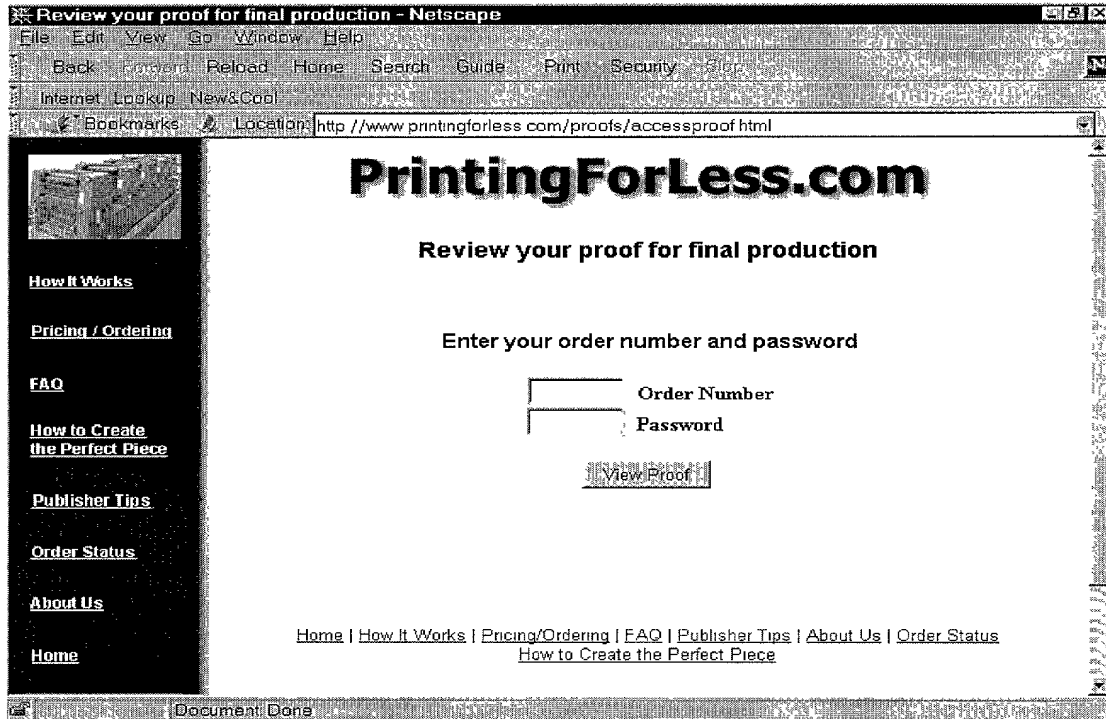 Review your proof for final production - Netscape
File Edit View Go Window Help
Back Forward Reload Home Search Guide Print Security Stop
Internet Lookup New&Cool
Bookmarks Location: http //www printingforless com/proofs/accessproof html
N
PrintingForLess.com
Review your proof for final production
How It Works
Pricing / Ordering
FAQ
How to Create
the Perfect Piece
Publisher Tips
Order Status
About Us
Home
Enter your order number and password
Order Number
Password
View Proof
Home | How It Works | Pricing/Ordering | FAQ | Publisher Tips | About Us | Order Status
How to Create the Perfect Piece
Document: Done